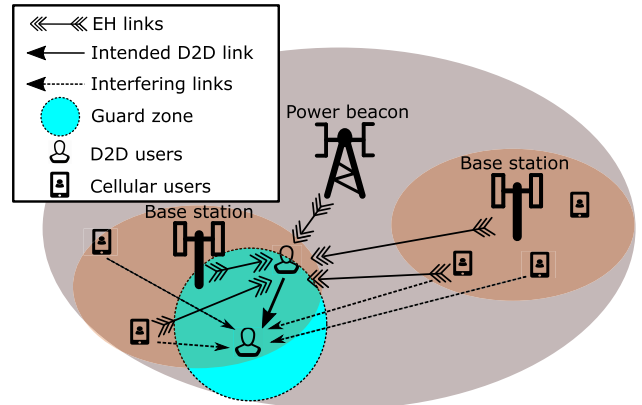 EH links
Intended D2D link
Interfering links
Guard zone
D2D users
Cellular users
Power beacon
Base station
Base station